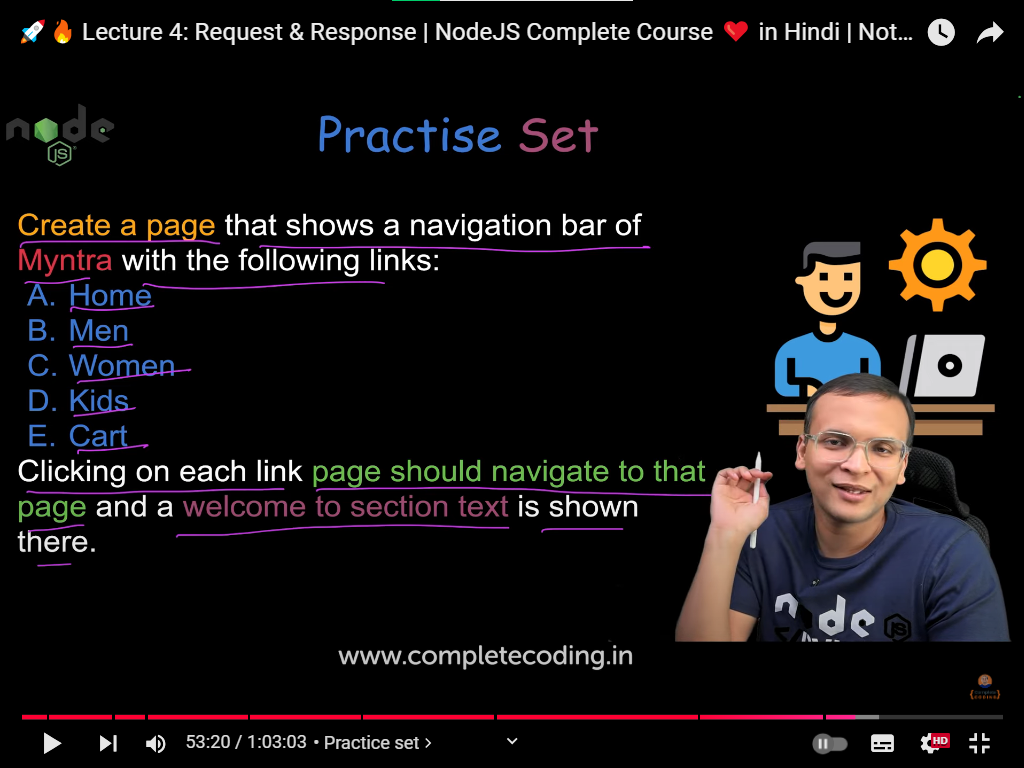 🚀🔥 Lecture 4: Request & Response | NodeJS Complete Course ❤️ in Hindi | Not...
node
JS
Practise Set
Create a page that shows a navigation bar of
Myntra with the following links:
A. Home
B. Men
C. Women
D. Kids
E. Cart
Clicking on each link page should navigate to that
page and a welcome to section text is shown
there.
node
JS
www.completecoding.in
53:20 / 1:03:03 • Practice set >
HD